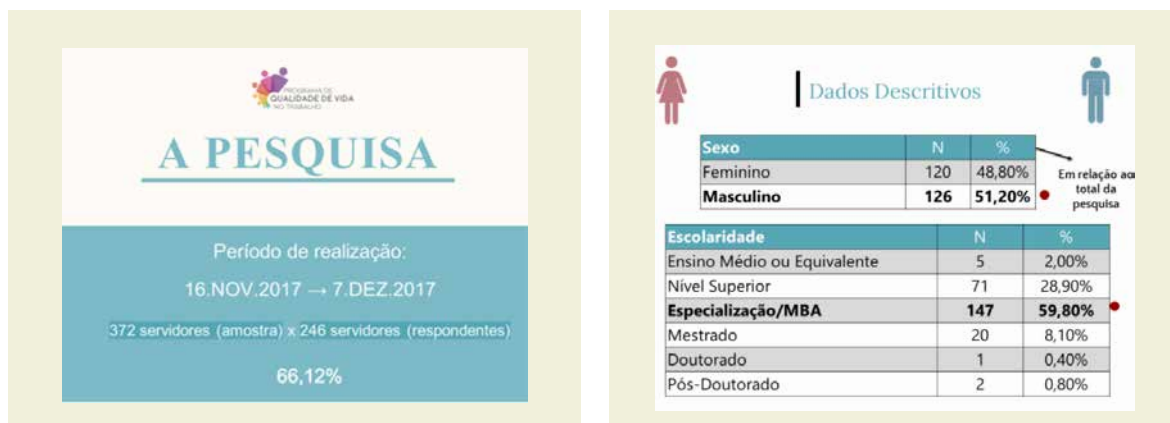 PROGRAMA DE
QUALIDADE DE VIDA
NO TRABALHO
A PESQUISA
Período de realização:
16.NOV.2017 → 7.DEZ.2017
372 servidores (amostra) x 246 servidores (respondentes)
66,12%
Dados Descritivos
Sexo N %
Feminino 120 48,80%
Masculino 126 51,20%
Em relação ao
total da
pesquisa
Escolaridade N %
Ensino Médio ou Equivalente 5 2,00%
Nível Superior 71 28,90%
Especialização/MBA 147 59,80%
Mestrado 20 8,10%
Doutorado 1 0,40%
Pós-Doutorado 2 0,80%